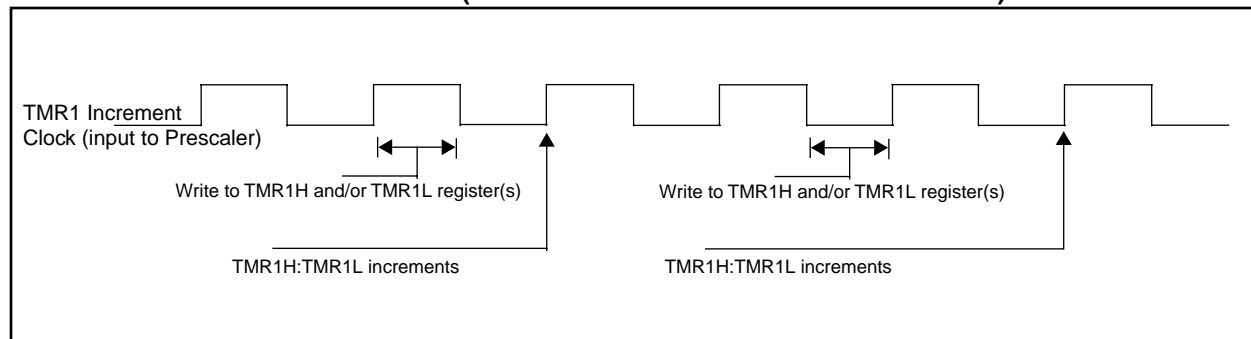 TMR1 Increment
Clock (input to Prescaler)
Write to TMR1H and/or TMR1L register(s)
Write to TMR1H and/or TMR1L register(s)
TMR1H:TMR1L increments
TMR1H:TMR1L increments